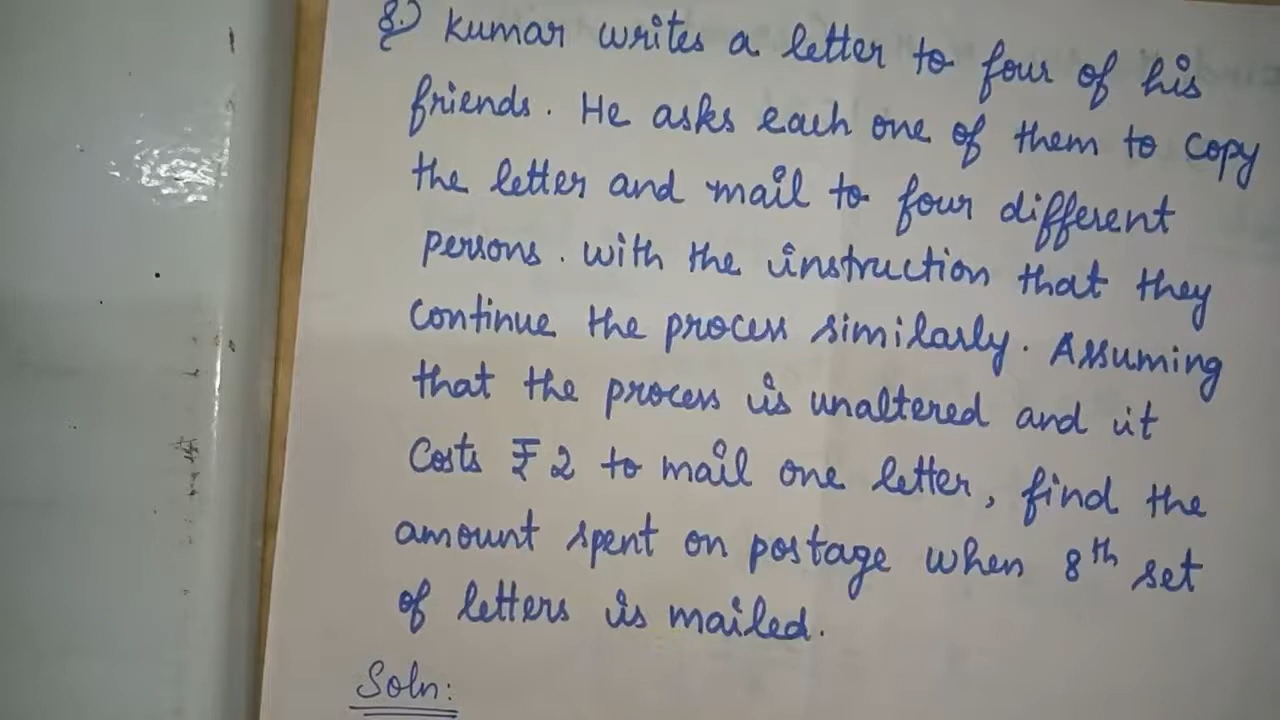 8.) Kumar writes a letter to four of his
friends. He asks each one of them to copy
the letter and mail to four different
persons. with the instruction that they
continue the process similarly. Assuming
that the process is unaltered and it
costs ₹ 2 to mail one letter, find the
amount spent on postage when 8th set
of letters is mailed.
Soln: